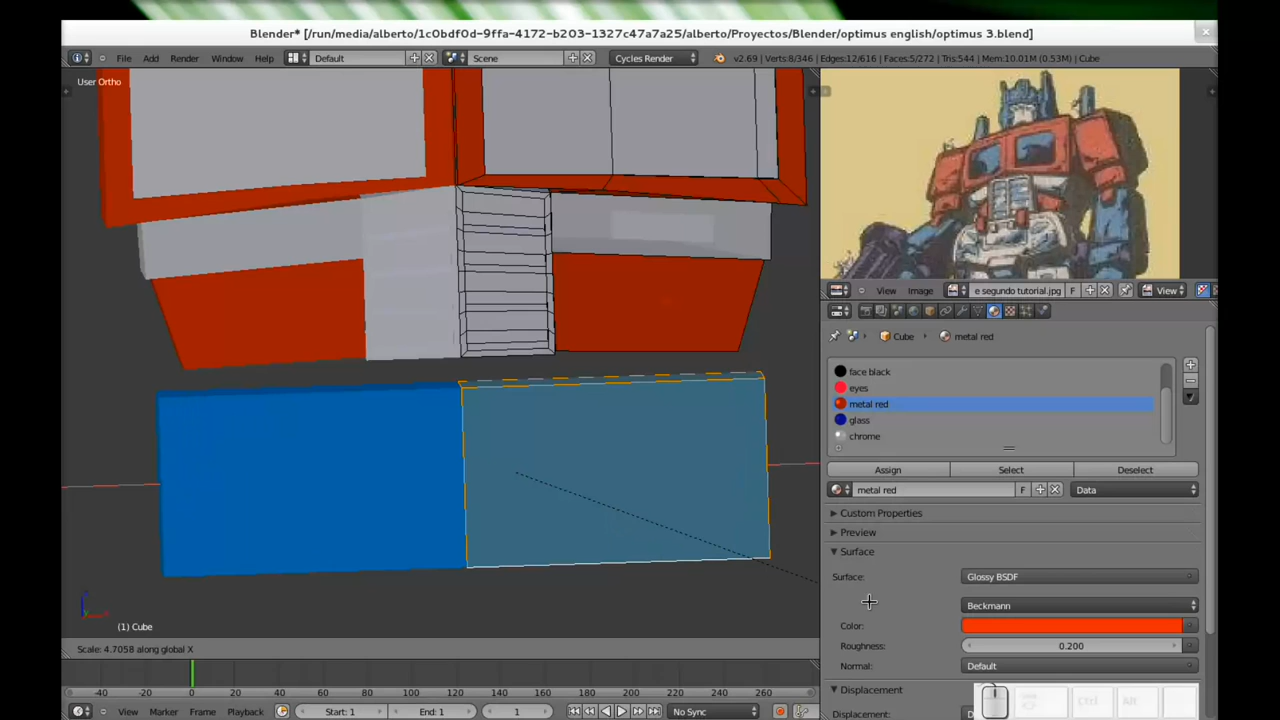 Blender* [/run/media/alberto/1c0bdf0d-9ffa-4172-b203-1327c47a7a25/alberto/Proyectos/Blender/optimus english/optimus 3.blend]
File Add Render Window Help Default Scene Cycles Render v2.69 | Verts:8/346 | Edges:12/616 | Faces:5/272 | Tris:544 | Mem:10.01M (0.53M) | Cube
User Ortho
View Image e segundo tutorial.jpg F View
Cube metal red
face black
eyes
metal red
glass
chrome
Assign Select Deselect
metal red F Data
Custom Properties
Preview
Surface
Surface: Glossy BSDF
Beckmann
Color:
Roughness: 0.200
Normal: Default
Displacement
Displacement:
(1) Cube
Scale: 4.7058 along global X
-40 -20 0 20 40 60 80 100 120 140 160 180 200 220 240 260
View Marker Frame Playback Start: 1 End: 1 1 No Sync
Ctrl Alt